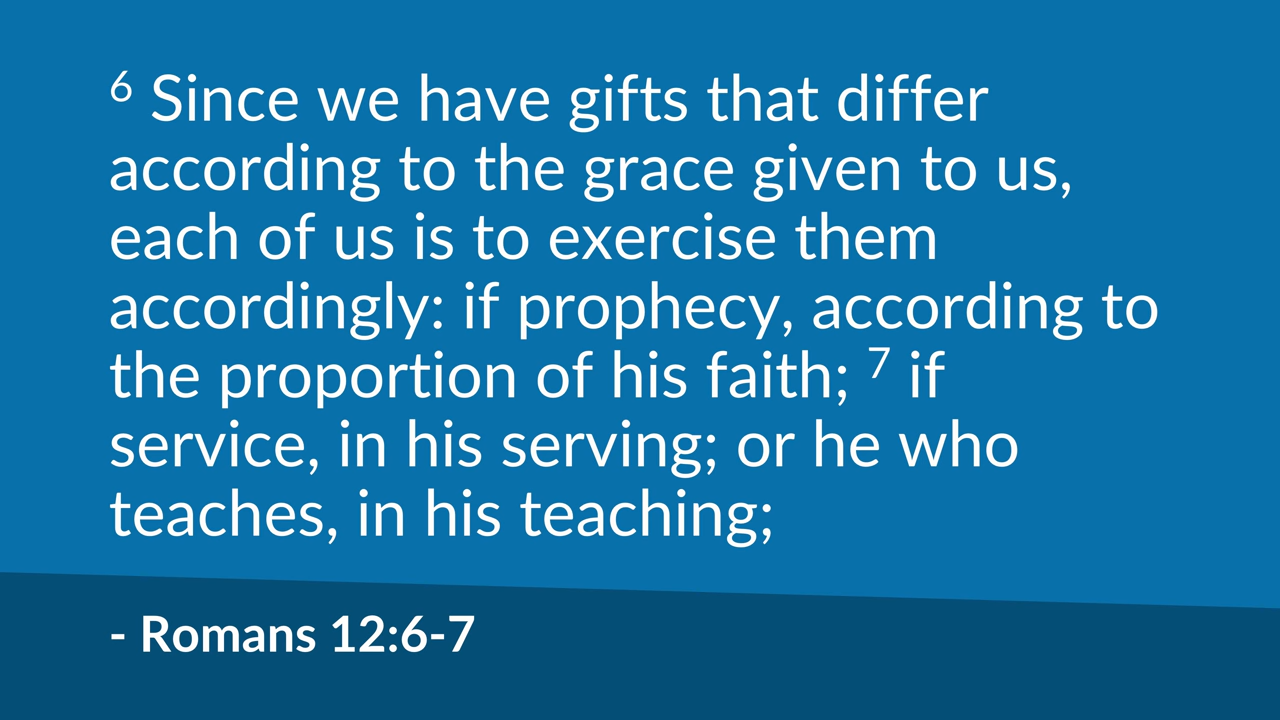 6 Since we have gifts that differ
according to the grace given to us,
each of us is to exercise them
accordingly: if prophecy, according to
the proportion of his faith; 7 if
service, in his serving; or he who
teaches, in his teaching;
- Romans 12:6-7